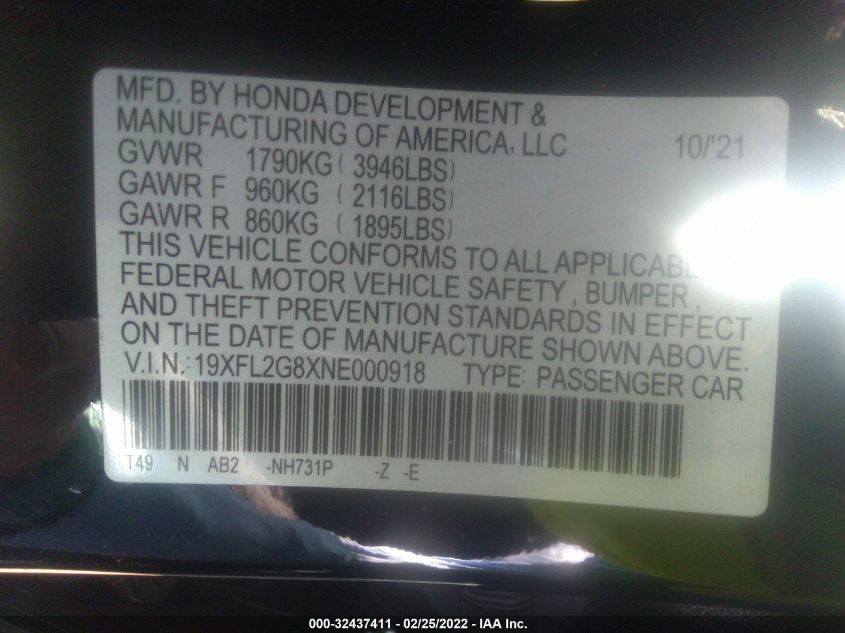 MFD. BY HONDA DEVELOPMENT &
MANUFACTURING OF AMERICA, LLC 10/'21
GVWR 1790KG ( 3946LBS)
GAWR F 960KG ( 2116LBS)
GAWR R 860KG ( 1895LBS)
THIS VEHICLE CONFORMS TO ALL APPLICABLE
FEDERAL MOTOR VEHICLE SAFETY, BUMPER,
AND THEFT PREVENTION STANDARDS IN EFFECT
ON THE DATE OF MANUFACTURE SHOWN ABOVE.
V.I.N.:19XFL2G8XNE000918 TYPE: PASSENGER CAR
T49 N AB2 -NH731P -Z -E
000-32437411 - 02/25/2022 - IAA Inc.